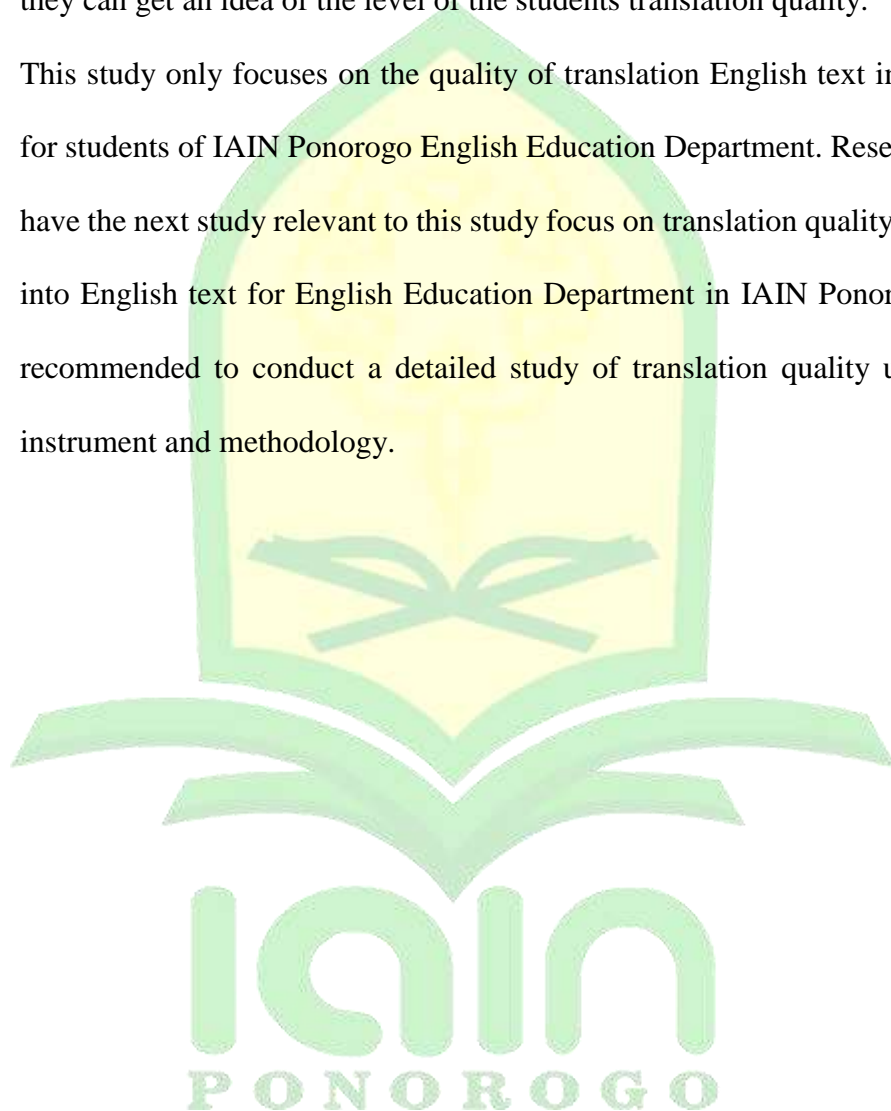 they can get an idea of the level of the students translation quality.
This study only focuses on the quality of translation English text in
for students of IAIN Ponorogo English Education Department. Rese
have the next study relevant to this study focus on translation quality
into English text for English Education Department in IAIN Ponor
recommended to conduct a detailed study of translation quality u
instrument and methodology.
iain
PONOROGO